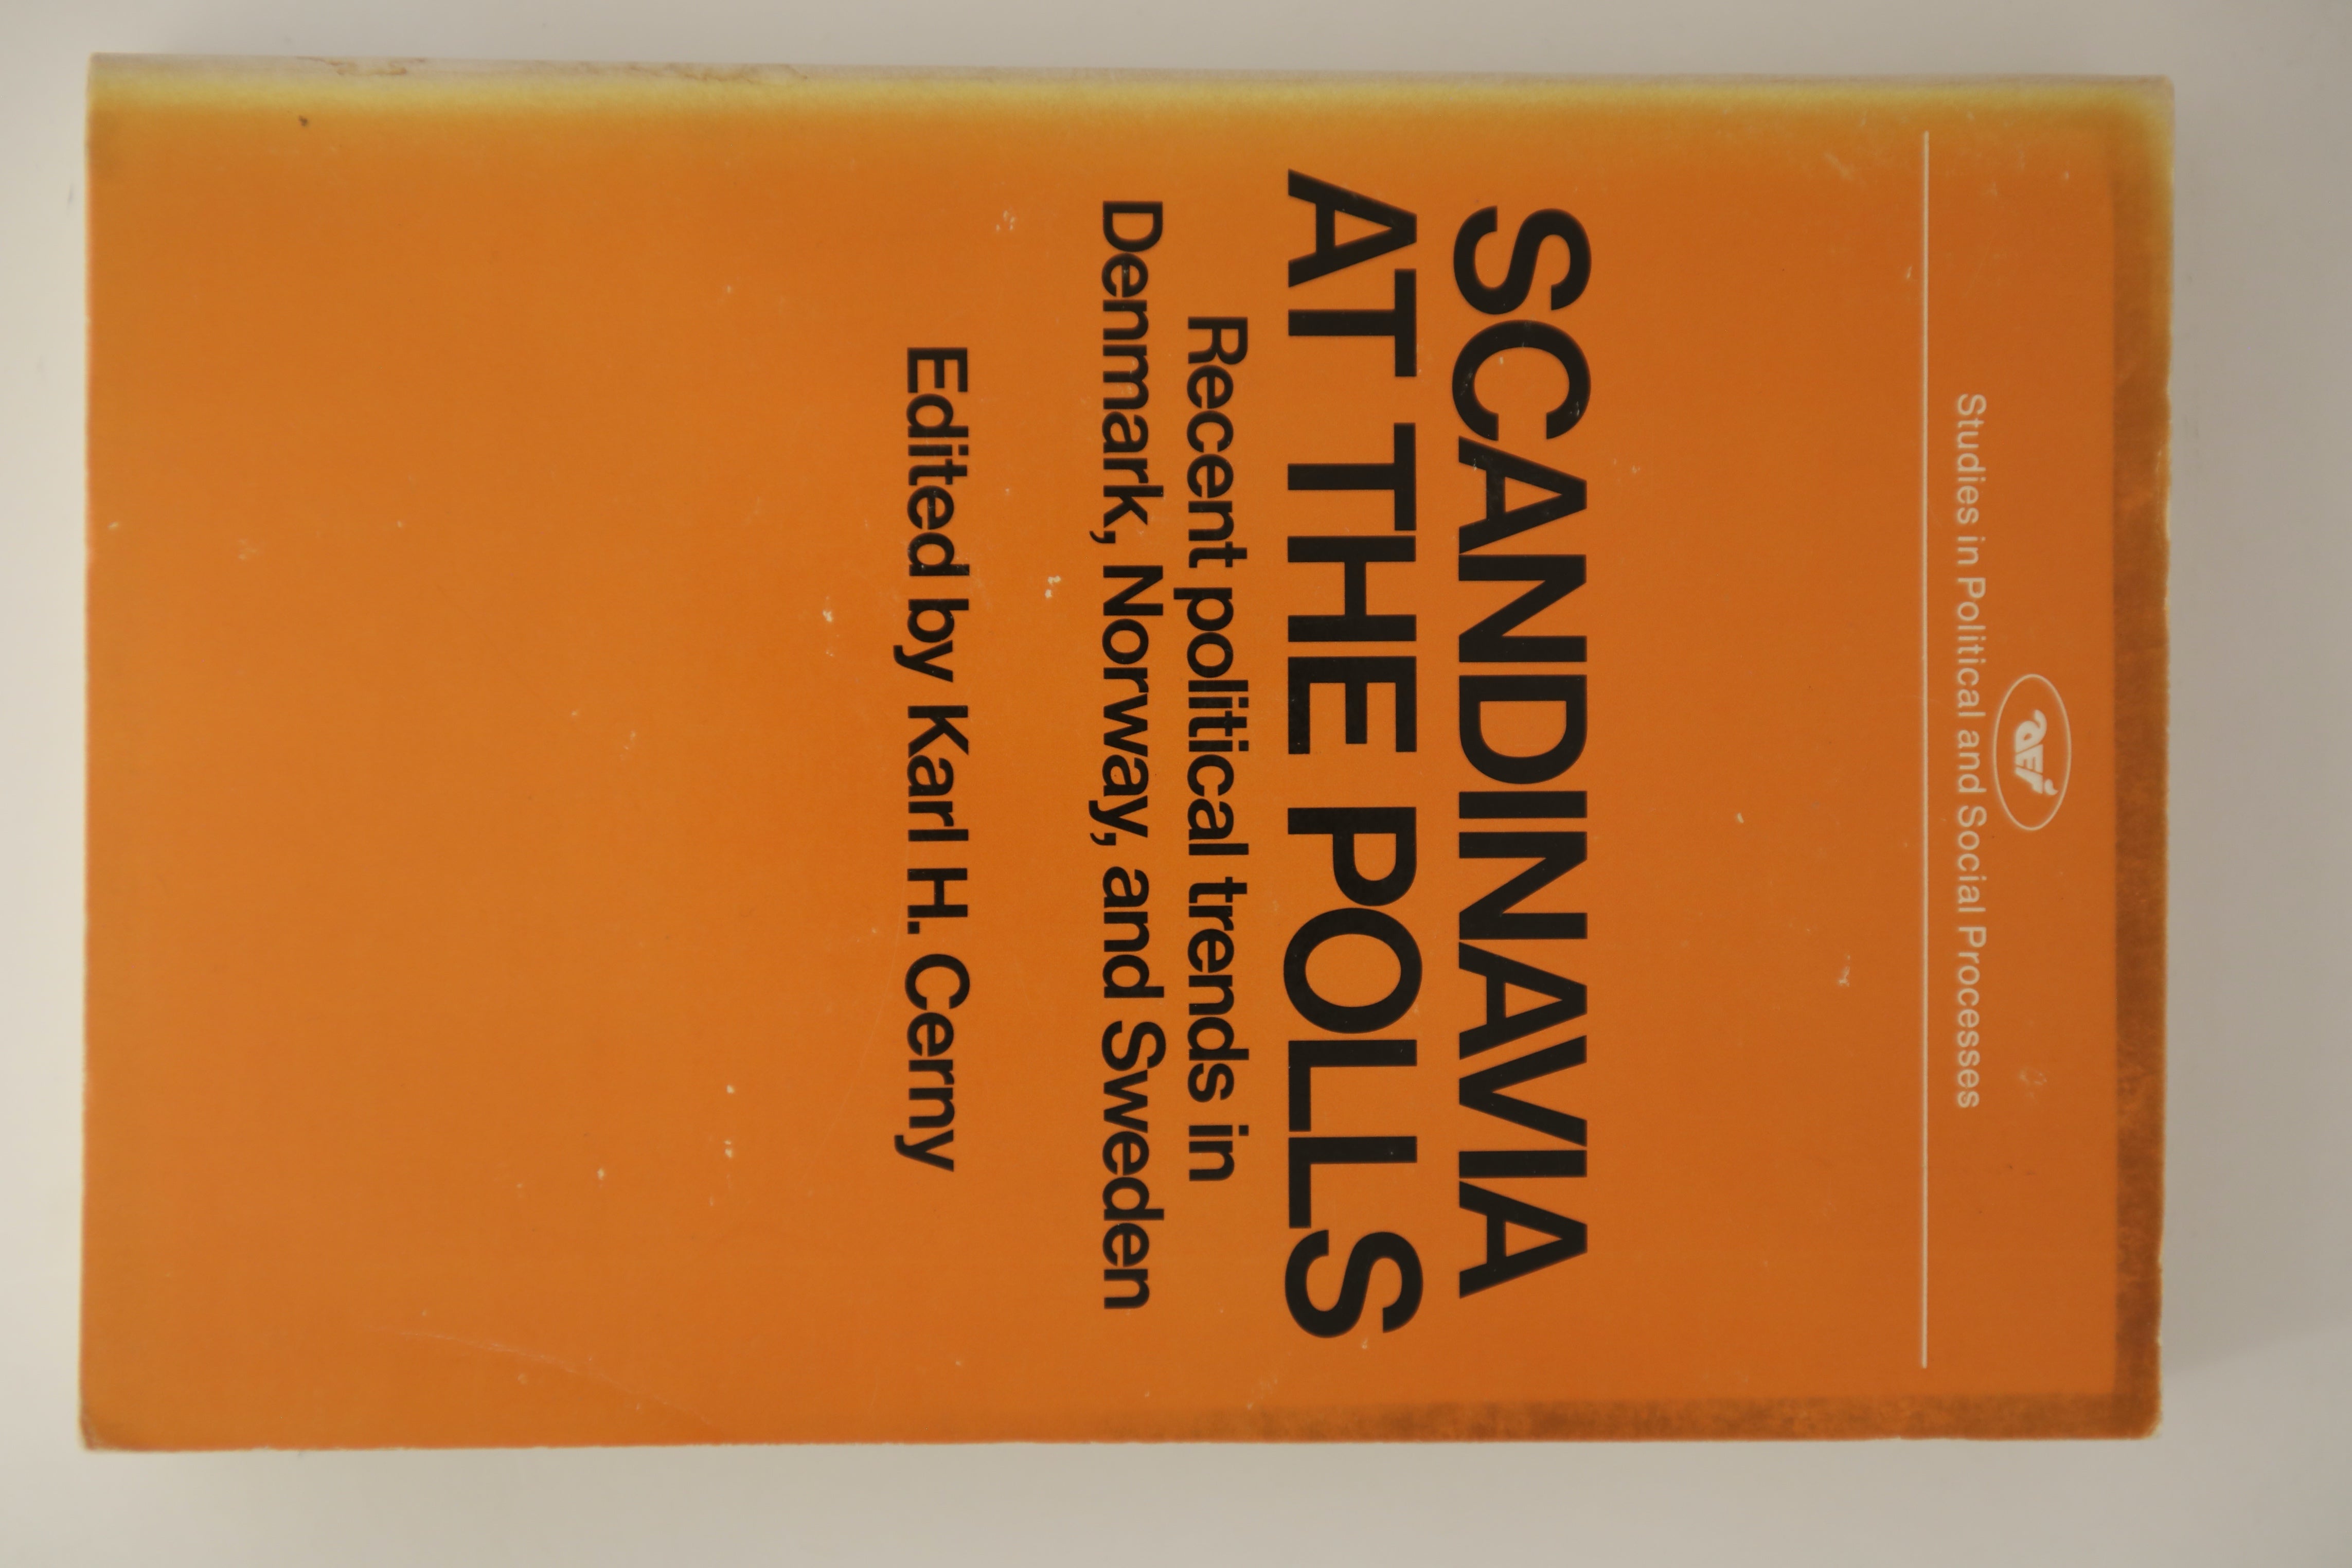 aei
Studies in Political and Social Processes
SCANDINAVIA
AT THE POLLS
Recent political trends in
Denmark, Norway, and Sweden
Edited by Karl H. Cerny